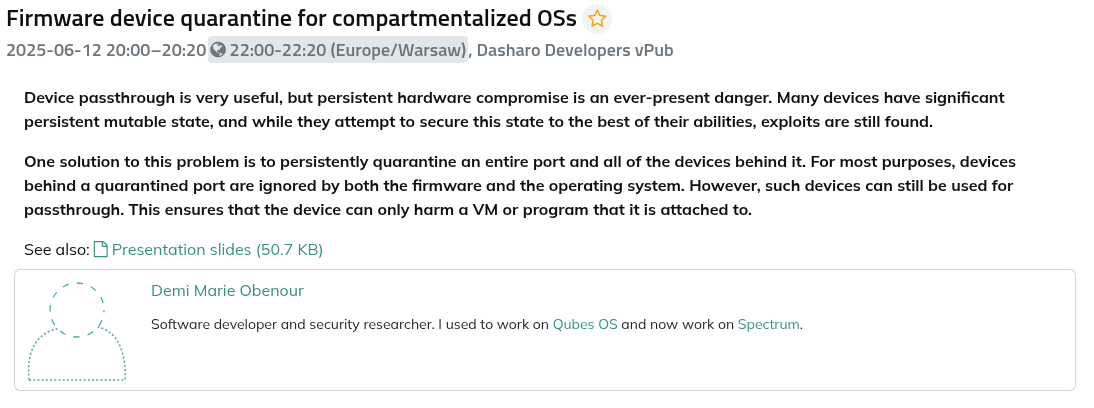 Firmware device quarantine for compartmentalized OSs
2025-06-12 20:00–20:20 22:00-22:20 (Europe/Warsaw), Dasharo Developers vPub
Device passthrough is very useful, but persistent hardware compromise is an ever-present danger. Many devices have significant
persistent mutable state, and while they attempt to secure this state to the best of their abilities, exploits are still found.
One solution to this problem is to persistently quarantine an entire port and all of the devices behind it. For most purposes, devices
behind a quarantined port are ignored by both the firmware and the operating system. However, such devices can still be used for
passthrough. This ensures that the device can only harm a VM or program that it is attached to.
See also: Presentation slides (50.7 KB)
Demi Marie Obenour
Software developer and security researcher. I used to work on Qubes OS and now work on Spectrum.